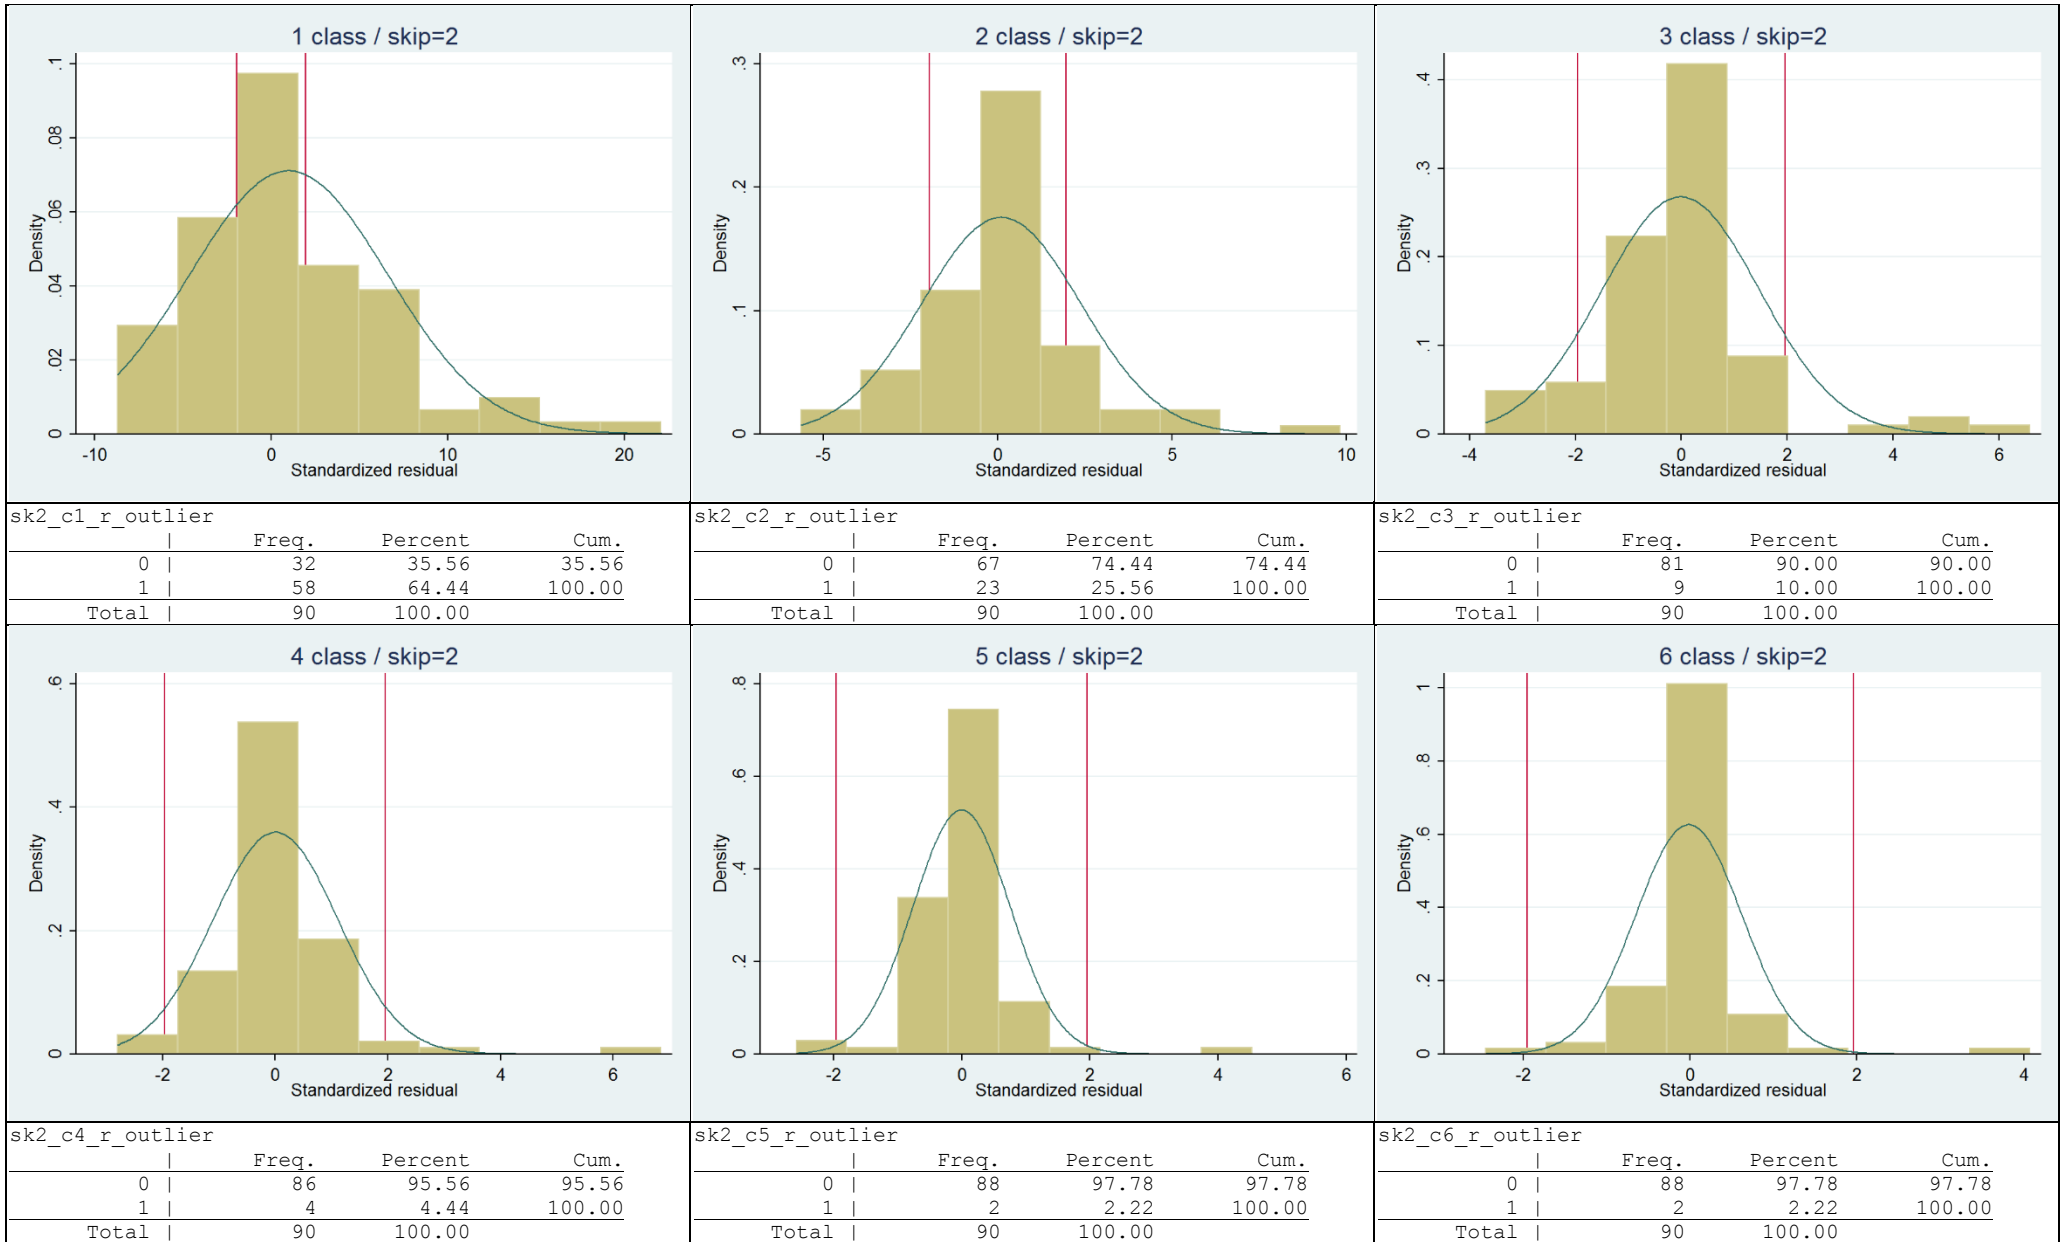 1 class / skip=2
Density
0 .02 .04 .06 .08 .1
-10 0 10 20
Standardized residual
sk2_c1_r_outlier
| Freq. Percent Cum.
0 | 32 35.56 35.56
1 | 58 64.44 100.00
Total | 90 100.00
2 class / skip=2
Density
0 .1 .2 .3
-5 0 5 10
Standardized residual
sk2_c2_r_outlier
| Freq. Percent Cum.
0 | 67 74.44 74.44
1 | 23 25.56 100.00
Total | 90 100.00
3 class / skip=2
Density
0 .1 .2 .3 .4
-4 -2 0 2 4 6
Standardized residual
sk2_c3_r_outlier
| Freq. Percent Cum.
0 | 81 90.00 90.00
1 | 9 10.00 100.00
Total | 90 100.00
4 class / skip=2
Density
0 .2 .4 .6
-2 0 2 4 6
Standardized residual
sk2_c4_r_outlier
| Freq. Percent Cum.
0 | 86 95.56 95.56
1 | 4 4.44 100.00
Total | 90 100.00
5 class / skip=2
Density
0 .2 .4 .6 .8
-2 0 2 4 6
Standardized residual
sk2_c5_r_outlier
| Freq. Percent Cum.
0 | 88 97.78 97.78
1 | 2 2.22 100.00
Total | 90 100.00
6 class / skip=2
Density
0 .2 .4 .6 .8 1
-2 0 2 4
Standardized residual
sk2_c6_r_outlier
| Freq. Percent Cum.
0 | 88 97.78 97.78
1 | 2 2.22 100.00
Total | 90 100.00